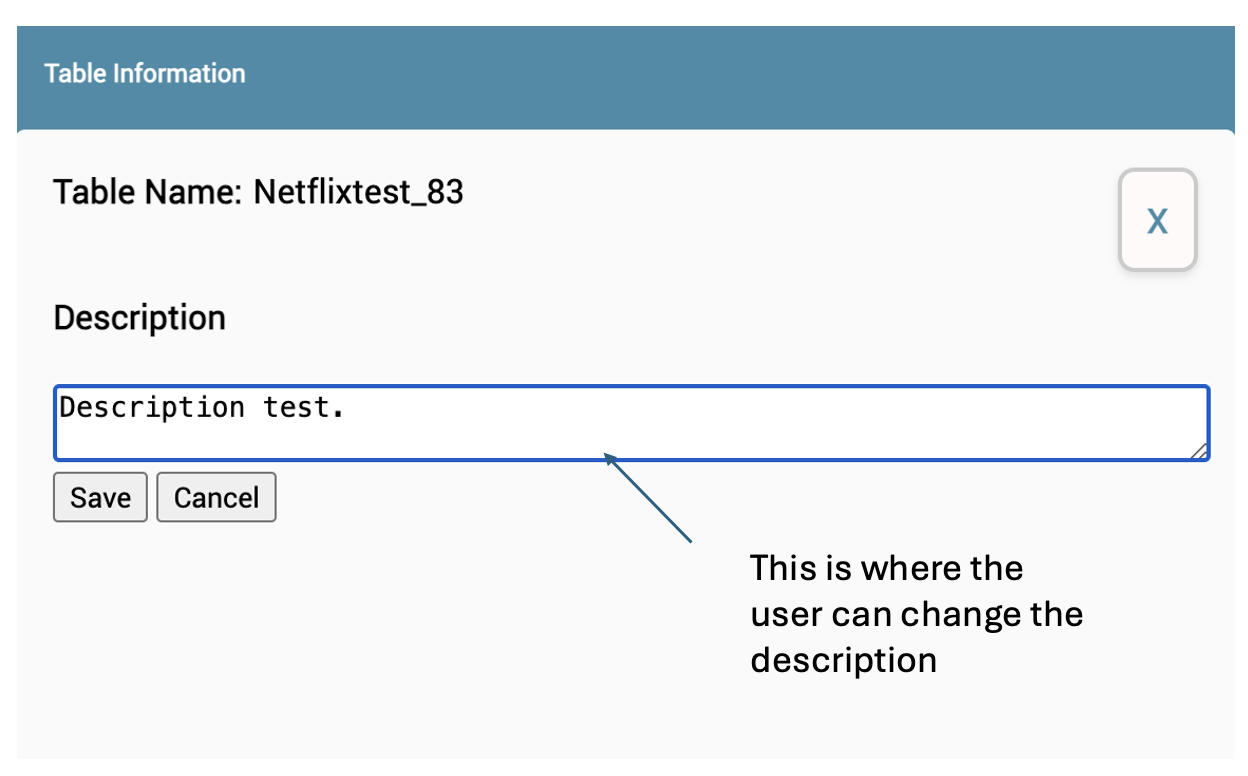 Table Information
Table Name: Netflixtest_83
X
Description
Description test.
Save Cancel
This is where the
user can change the
description